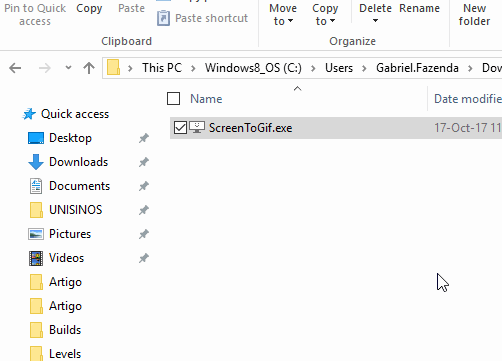 Pin to Quick access Copy Paste Paste shortcut Move to Copy to Delete Rename New folder
Clipboard Organize
This PC Windows8_OS (C:) Users Gabriel.Fazenda Dow
Name Date modifie
Quick access
ScreenToGif.exe 17-Oct-17 11
Desktop
Downloads
Documents
UNISINOS
Pictures
Videos
Artigo
Artigo
Builds
Levels